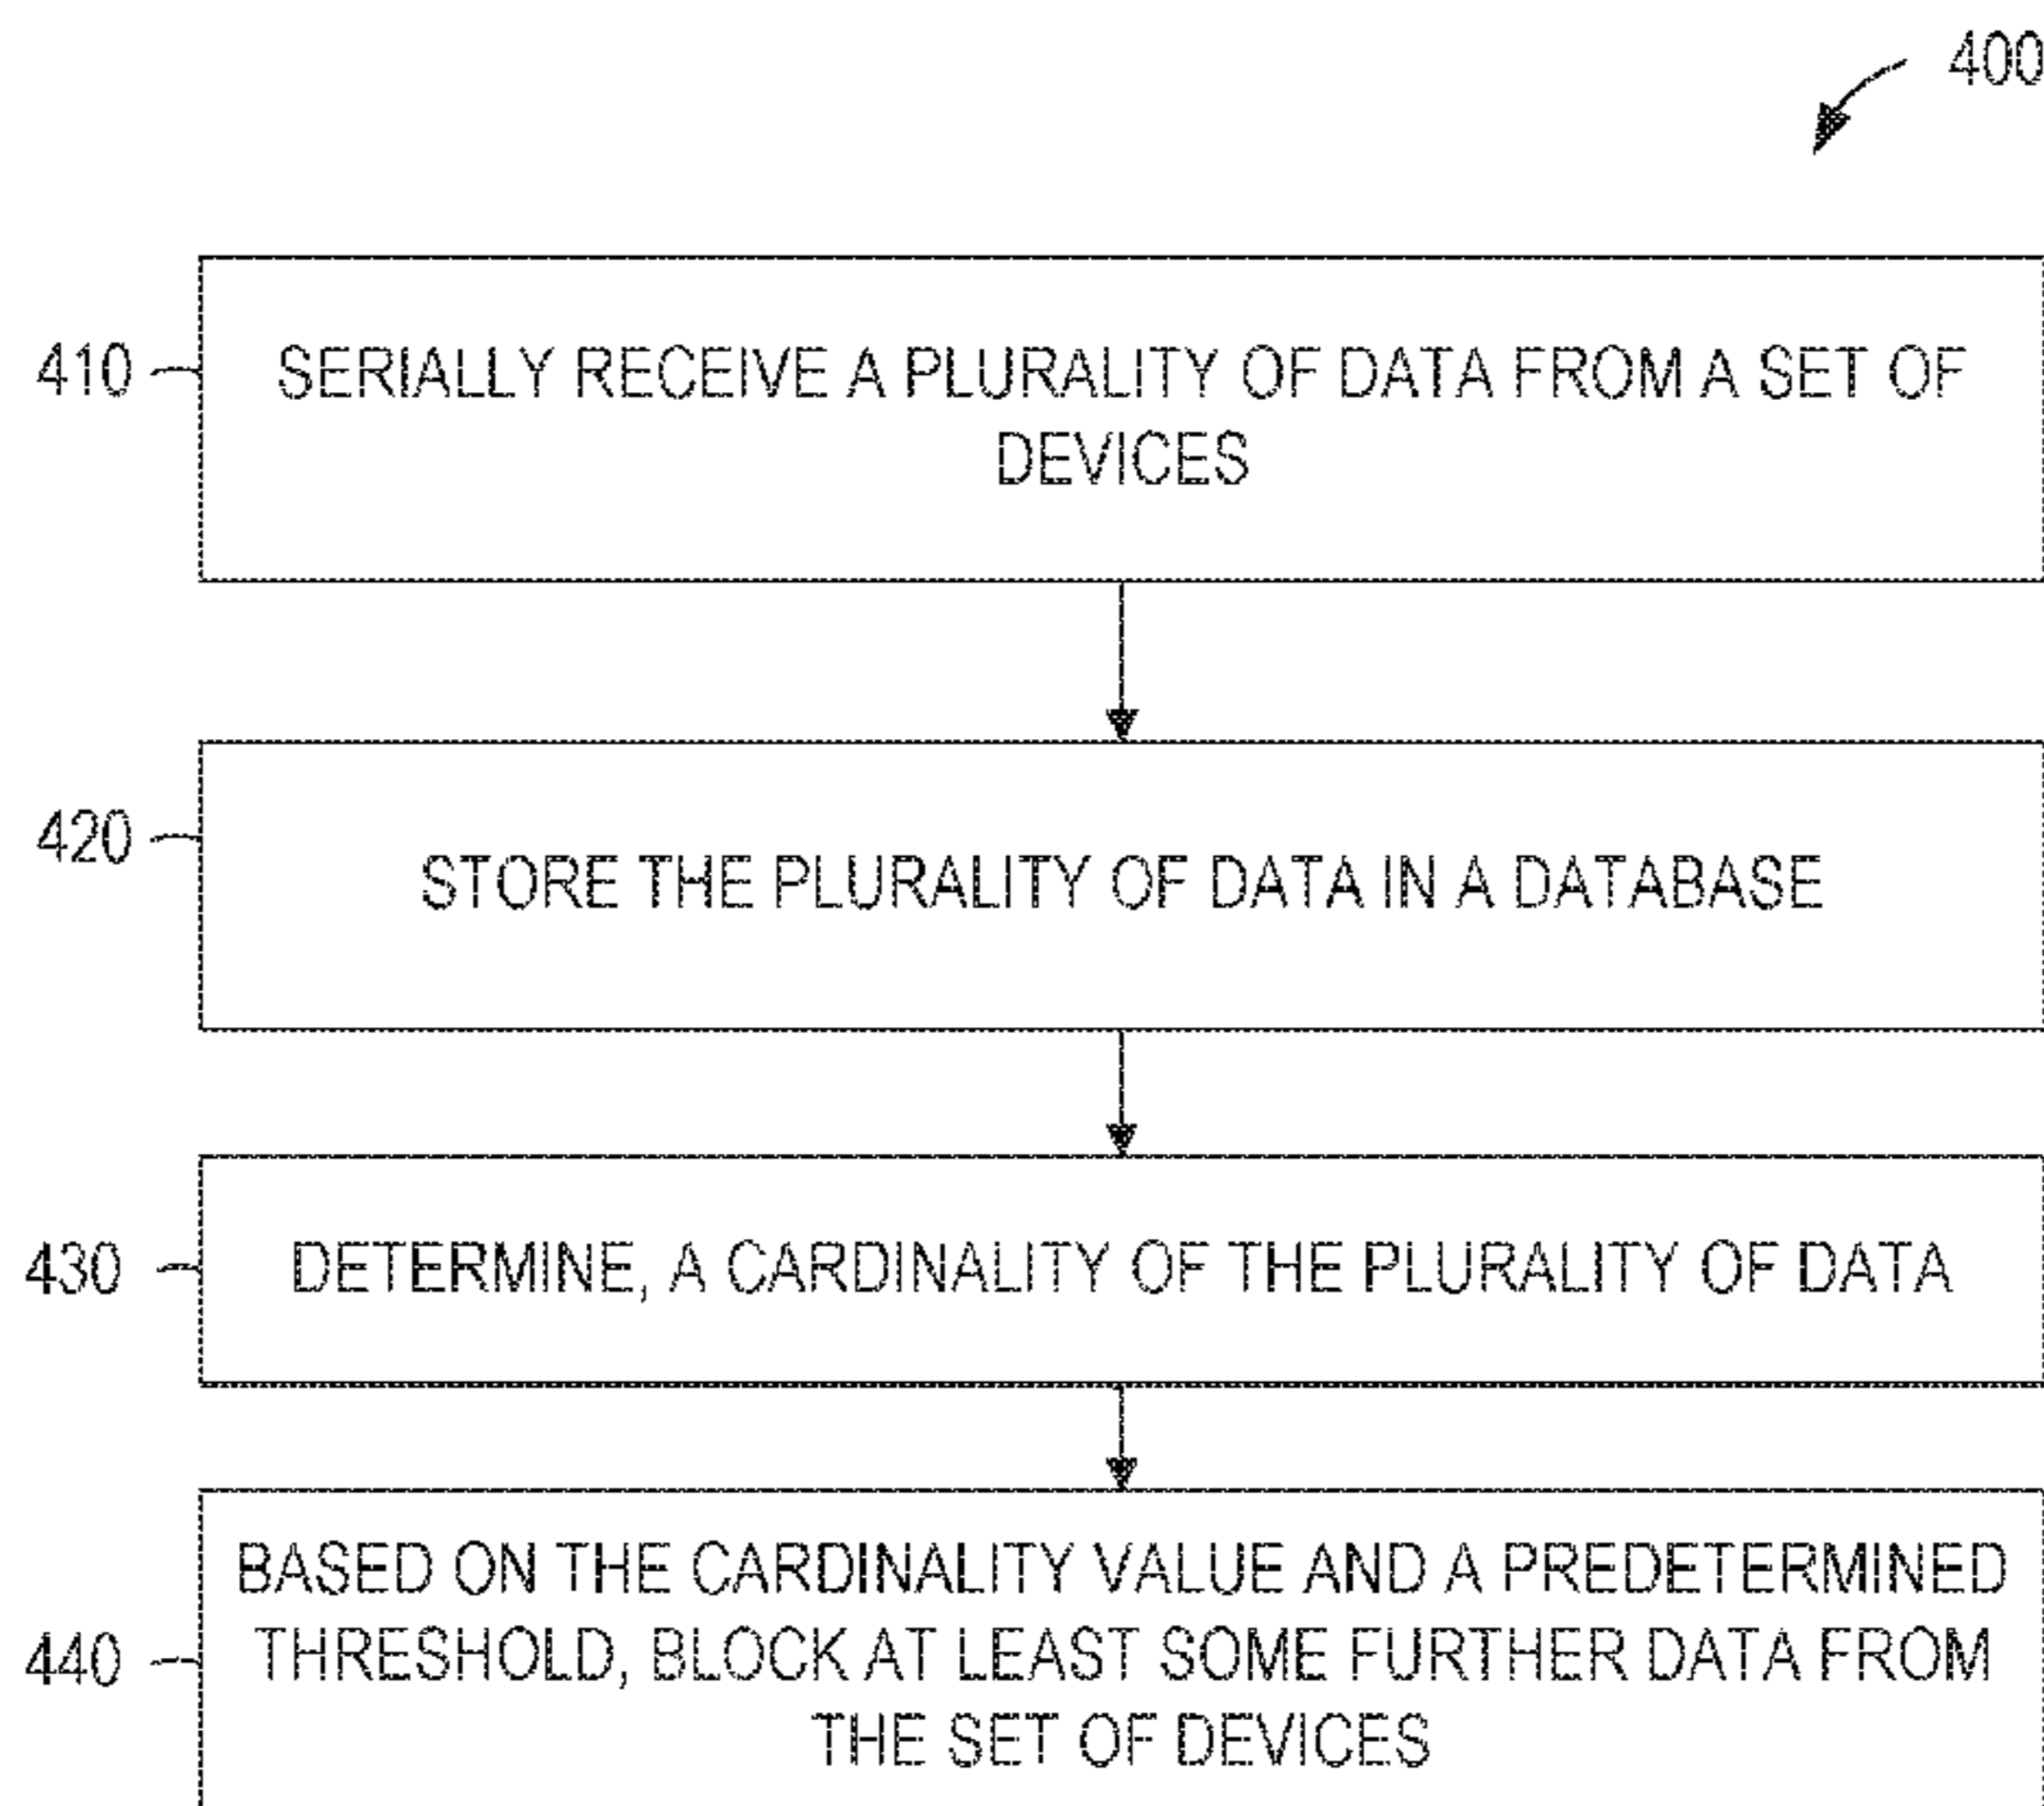 400
410
SERIALLY RECEIVE A PLURALITY OF DATA FROM A SET OF
DEVICES
420
STORE THE PLURALITY OF DATA IN A DATABASE
430
DETERMINE, A CARDINALITY OF THE PLURALITY OF DATA
440
BASED ON THE CARDINALITY VALUE AND A PREDETERMINED
THRESHOLD, BLOCK AT LEAST SOME FURTHER DATA FROM
THE SET OF DEVICES